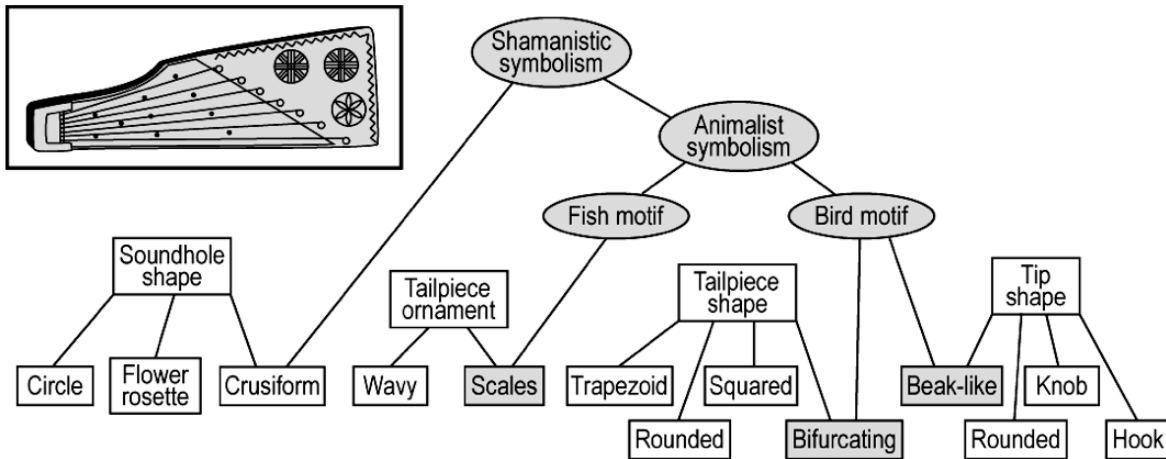 Shamanistic
symbolism
Animalist
symbolism
Fish motif
Bird motif
Soundhole
shape
Tailpiece
ornament
Tailpiece
shape
Tip
shape
Circle
Flower
rosette
Crusiform
Wavy
Scales
Trapezoid
Squared
Beak-like
Knob
Rounded
Bifurcating
Rounded
Hook